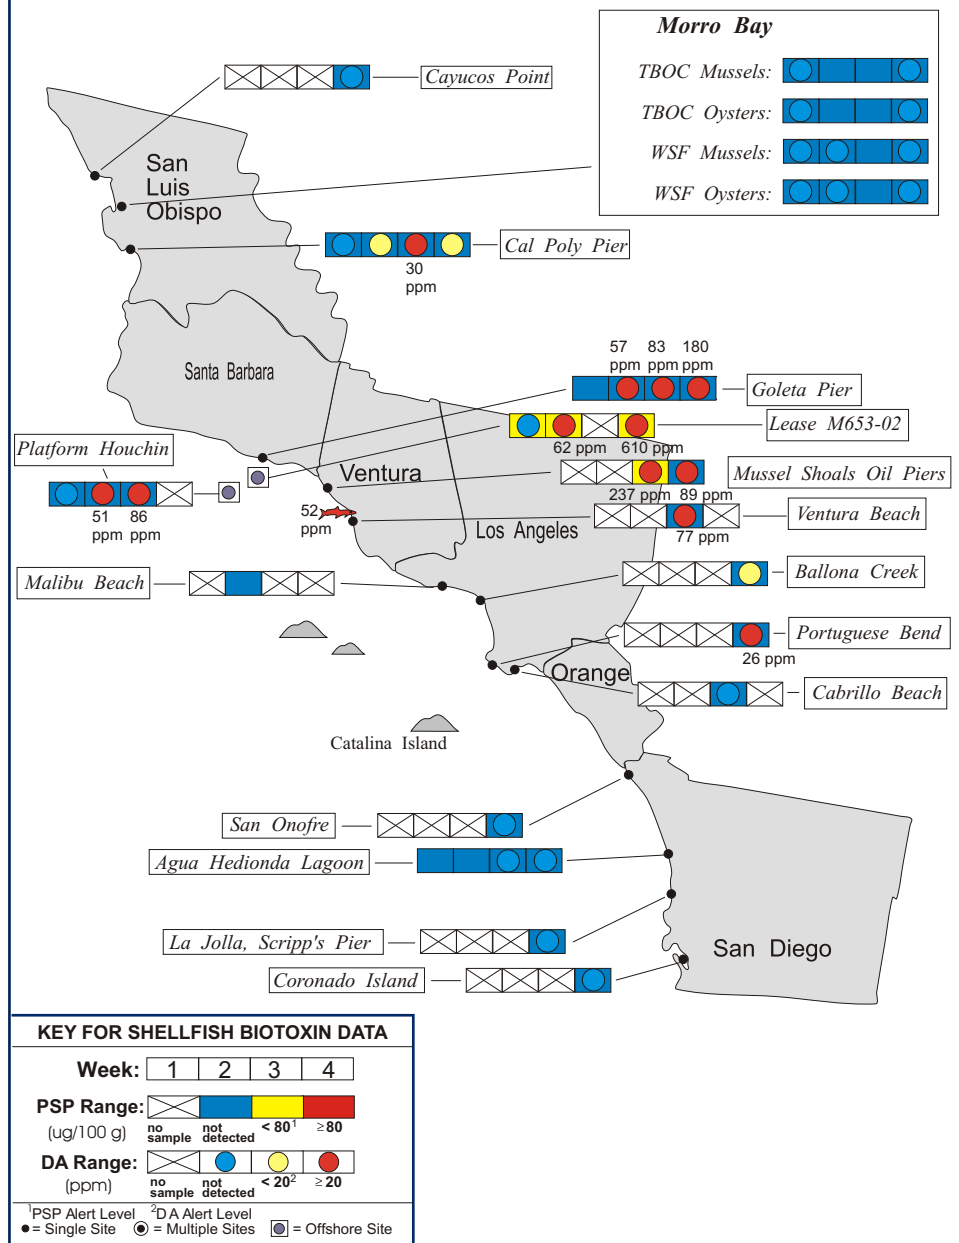 Morro Bay
TBOC Mussels:
TBOC Oysters:
WSF Mussels:
WSF Oysters:
Cayucos Point
San
Luis
Obispo
Cal Poly Pier
30
ppm
57 83 180
ppm ppm ppm
Santa Barbara
Goleta Pier
Lease M653-02
62 ppm 610 ppm
Platform Houchin
51 86
ppm ppm
Ventura
Mussel Shoals Oil Piers
237 ppm 89 ppm
52
ppm
Los Angeles
Ventura Beach
77 ppm
Malibu Beach
Ballona Creek
Portuguese Bend
26 ppm
Orange
Cabrillo Beach
Catalina Island
San Onofre
Agua Hedionda Lagoon
La Jolla, Scripp's Pier
San Diego
Coronado Island
KEY FOR SHELLFISH BIOTOXIN DATA
Week: 1 2 3 4
PSP Range:
(ug/100 g)
no sample not detected < 80¹ ≥80
DA Range:
(ppm)
no sample not detected < 20² ≥ 20
¹PSP Alert Level ²DA Alert Level
= Single Site = Multiple Sites = Offshore Site